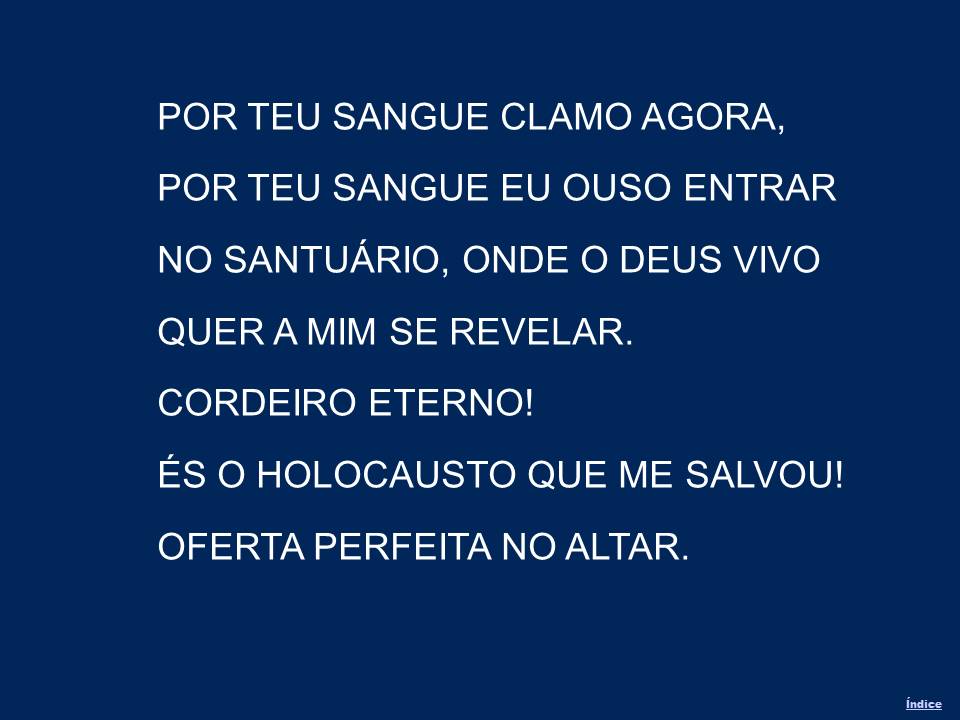 POR TEU SANGUE CLAMO AGORA,
POR TEU SANGUE EU OUSO ENTRAR
NO SANTUÁRIO, ONDE O DEUS VIVO
QUER A MIM SE REVELAR.
CORDEIRO ETERNO!
ÉS O HOLOCAUSTO QUE ME SALVOU!
OFERTA PERFEITA NO ALTAR.
Índice